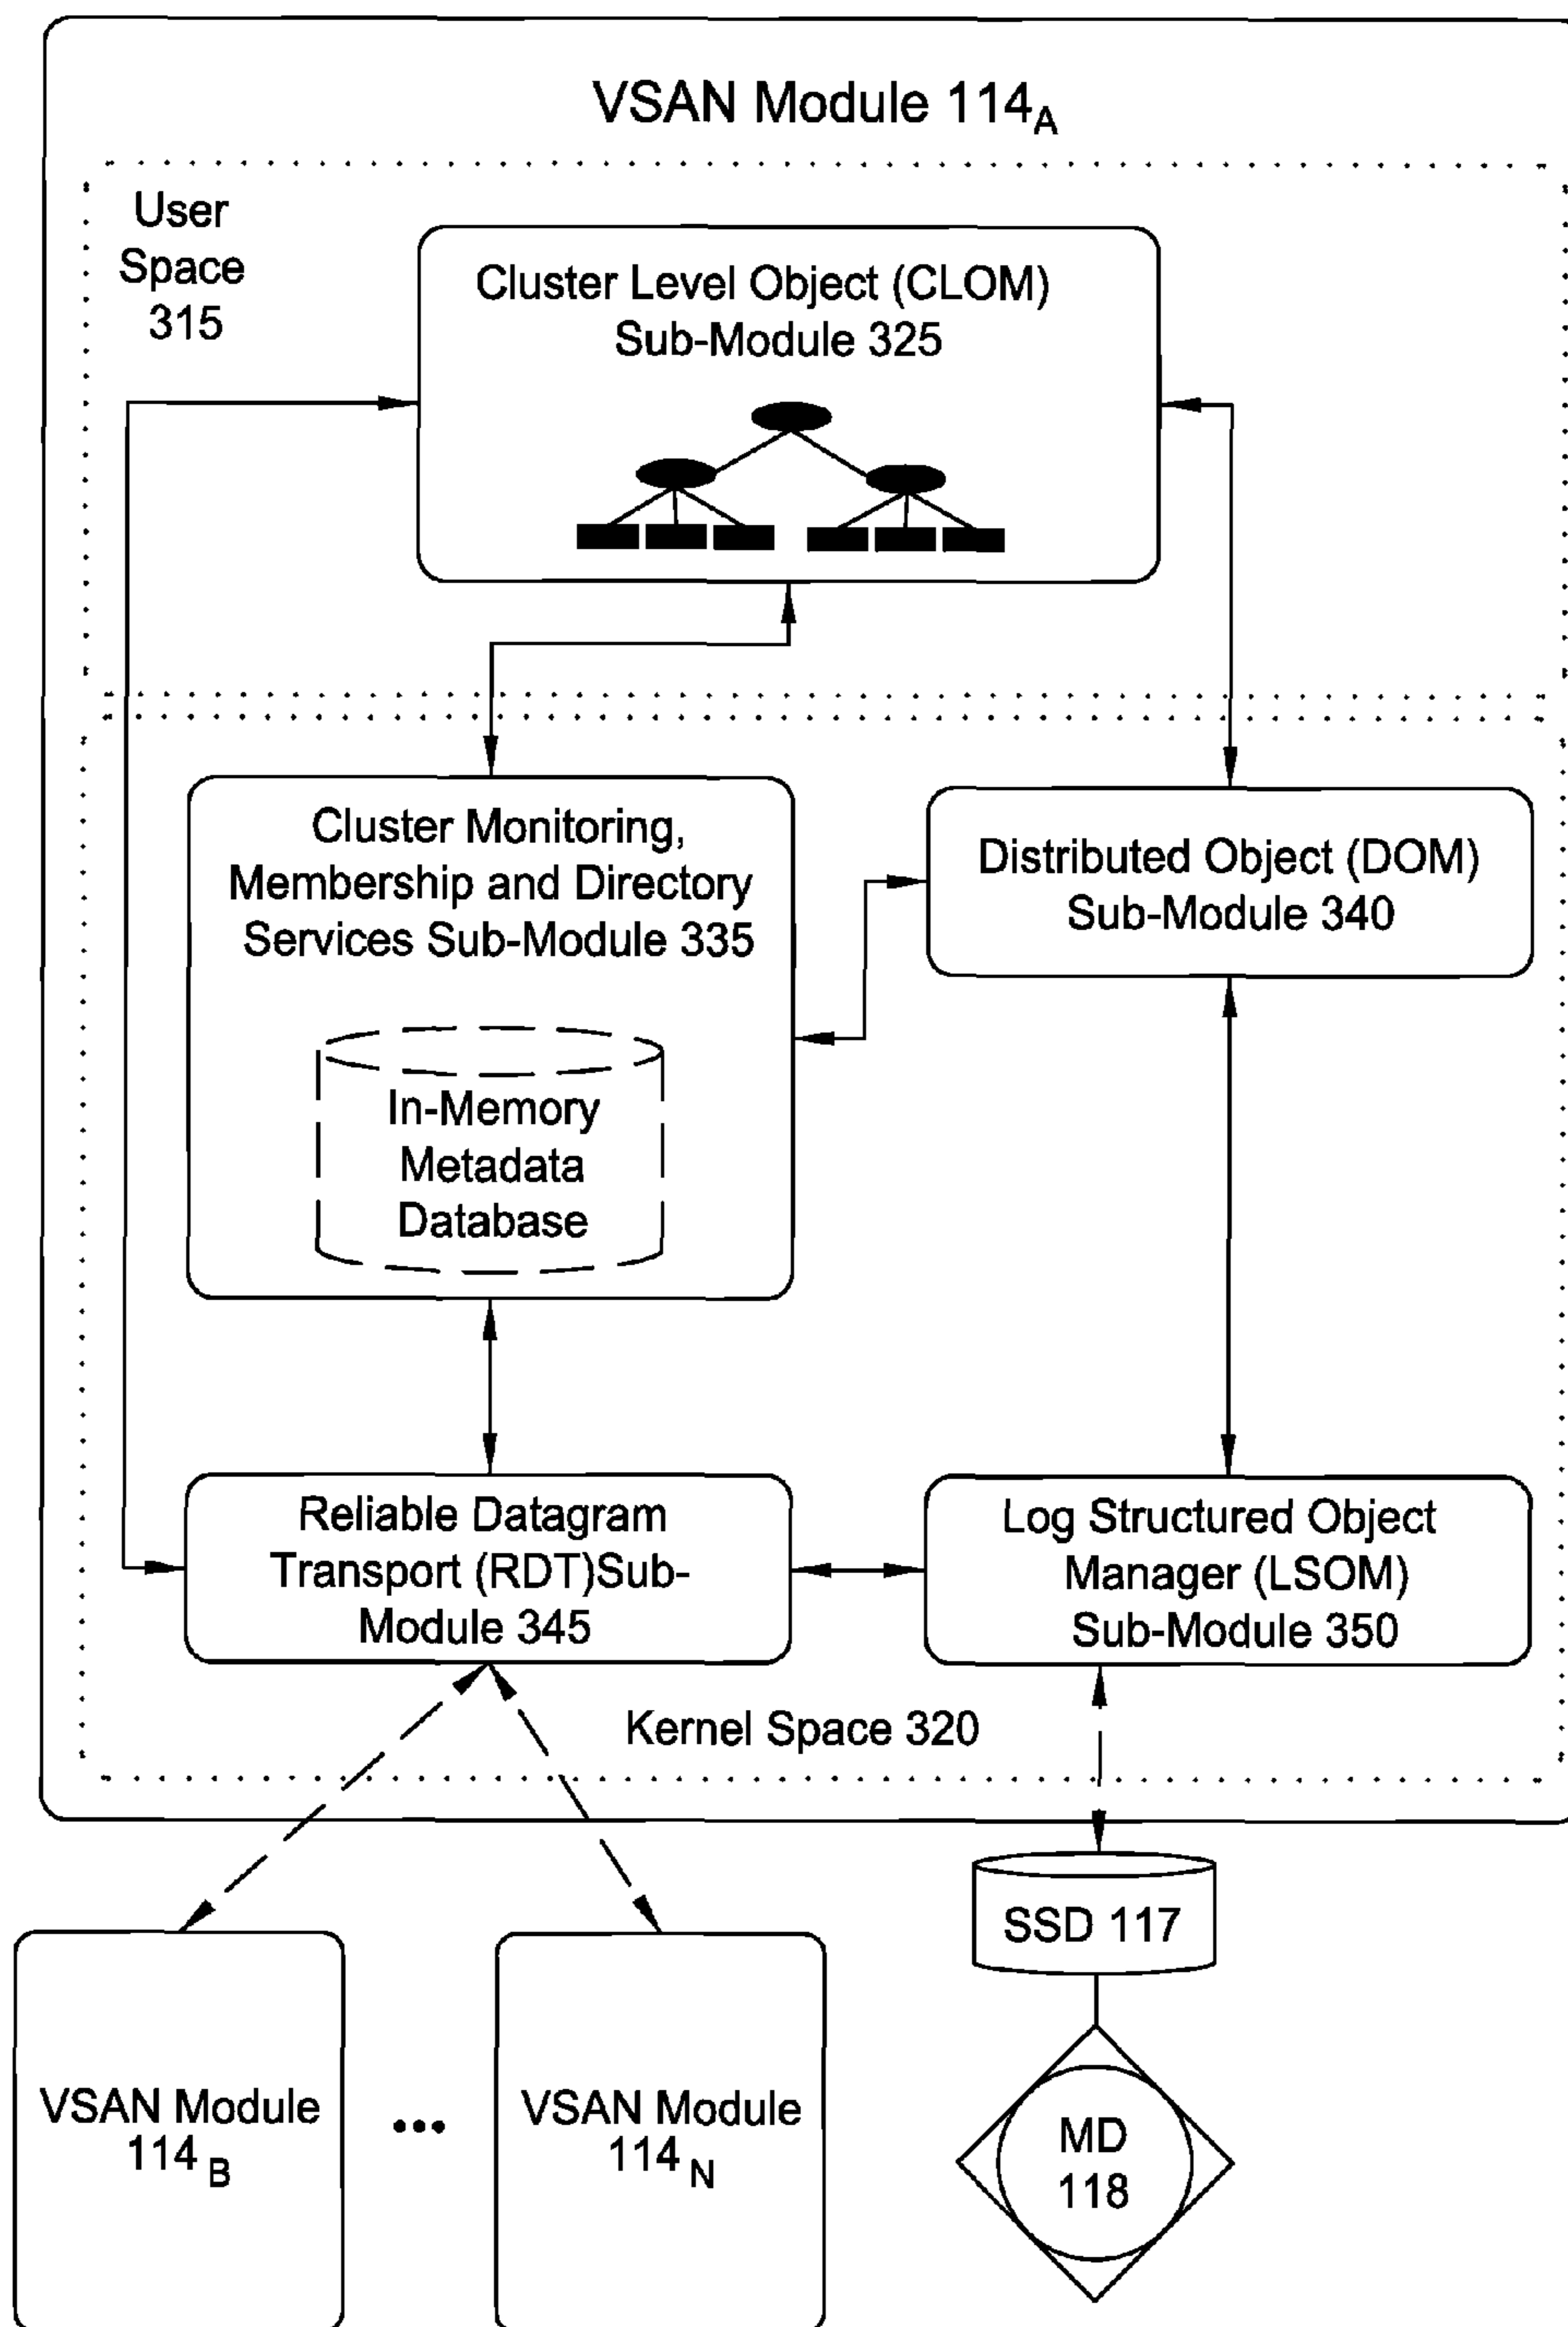 VSAN Module 114A
User
Space
315
Cluster Level Object (CLOM)
Sub-Module 325
Cluster Monitoring,
Membership and Directory
Services Sub-Module 335
In-Memory
Metadata
Database
Distributed Object (DOM)
Sub-Module 340
Reliable Datagram
Transport (RDT)Sub-
Module 345
Log Structured Object
Manager (LSOM)
Sub-Module 350
Kernel Space 320
VSAN Module
114 B
...
VSAN Module
114 N
SSD 117
MD
118